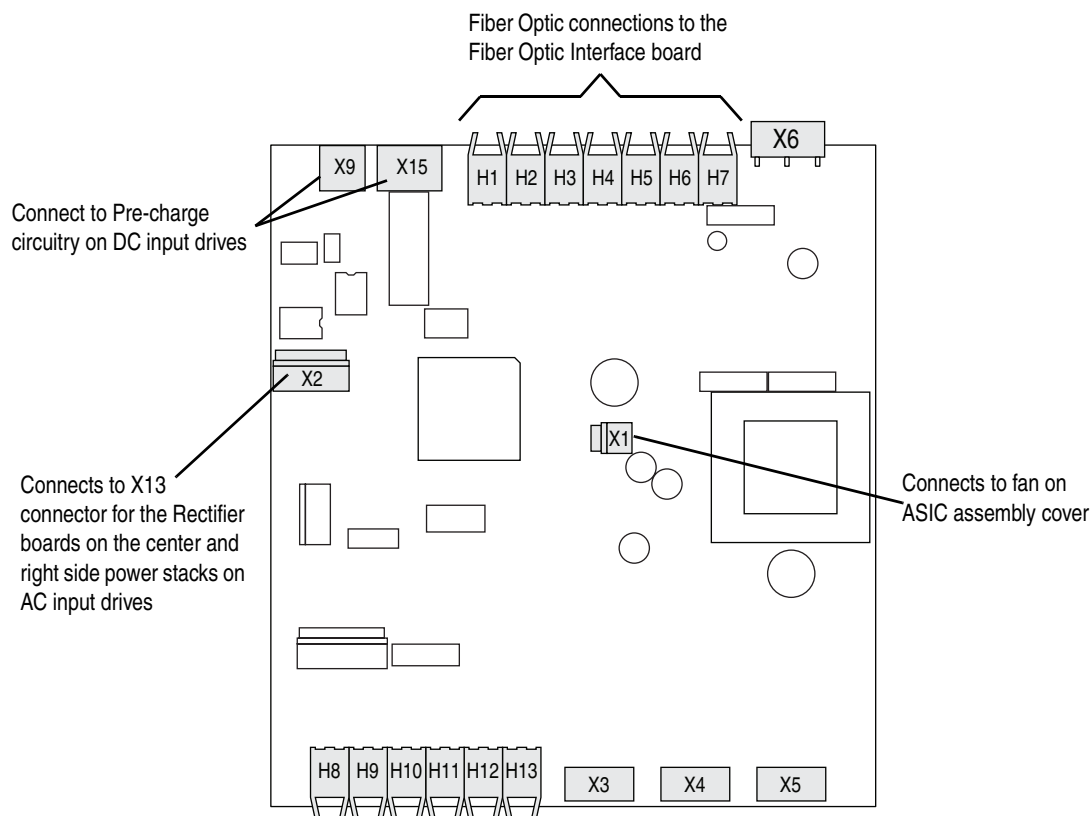 Fiber Optic connections to the
Fiber Optic Interface board
X6
X9
X15
H1 H2 H3 H4 H5 H6 H7
Connect to Pre-charge
circuitry on DC input drives
X2
X1
Connects to X13
connector for the Rectifier
boards on the center and
right side power stacks on
AC input drives
Connects to fan on
ASIC assembly cover
H8 H9 H10 H11 H12 H13
X3
X4
X5